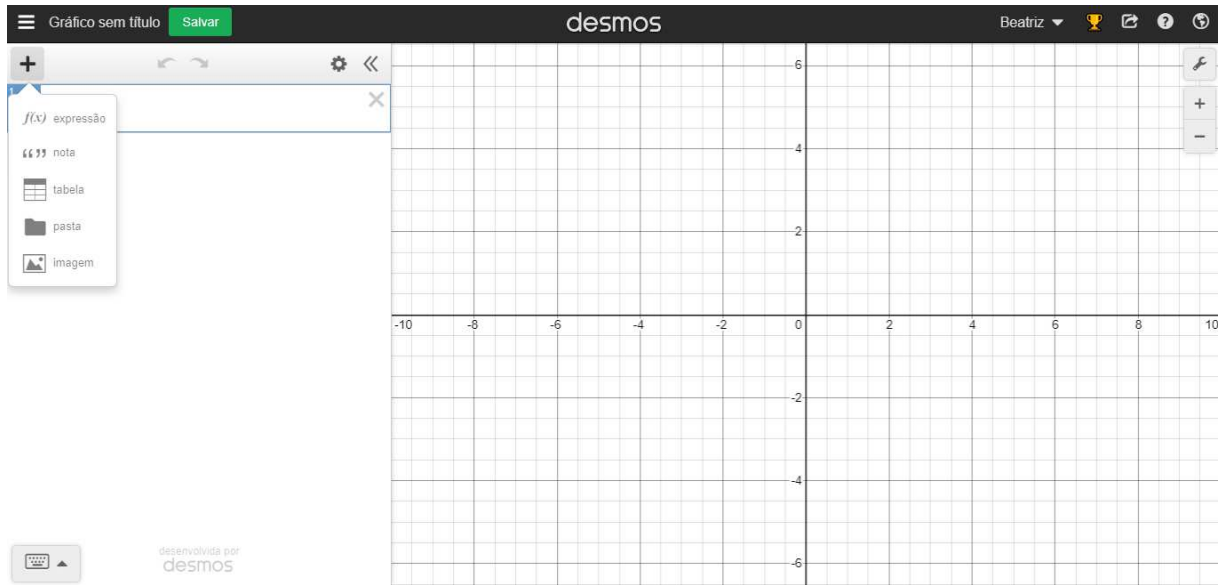 Gráfico sem título Salvar desmos Beatriz
1
f(x) expressão
nota
tabela
pasta
imagem
6
4
2
-10 -8 -6 -4 -2 0 2 4 6 8 10
-2
-4
-6
desenvolvida por
desmos